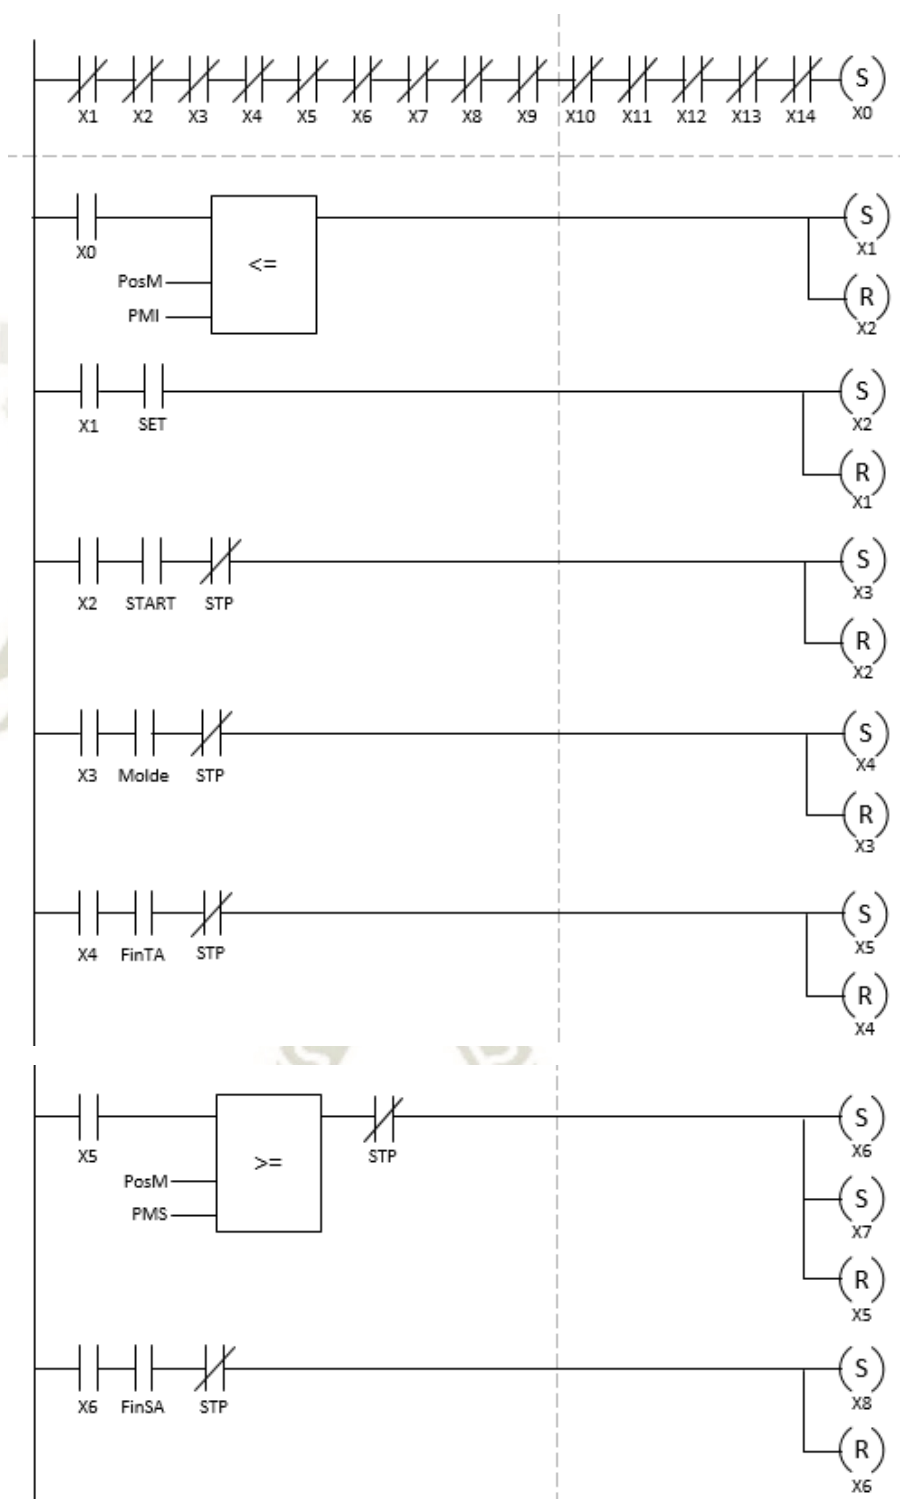 S
X1 X2 X3 X4 X5 X6 X7 X8 X9 X10 X11 X12 X13 X14 X0
S
X0 <= X1
PosM R
PMI X2
S
X1 SET X2
R
X1
S
X2 START STP X3
R
X2
S
X3 Molde STP X4
R
X3
S
X4 FinTA STP X5
R
X4
S
X5 >= STP X6
PosM S
PMS X7
R
X5
S
X6 FinSA STP X8
R
X6